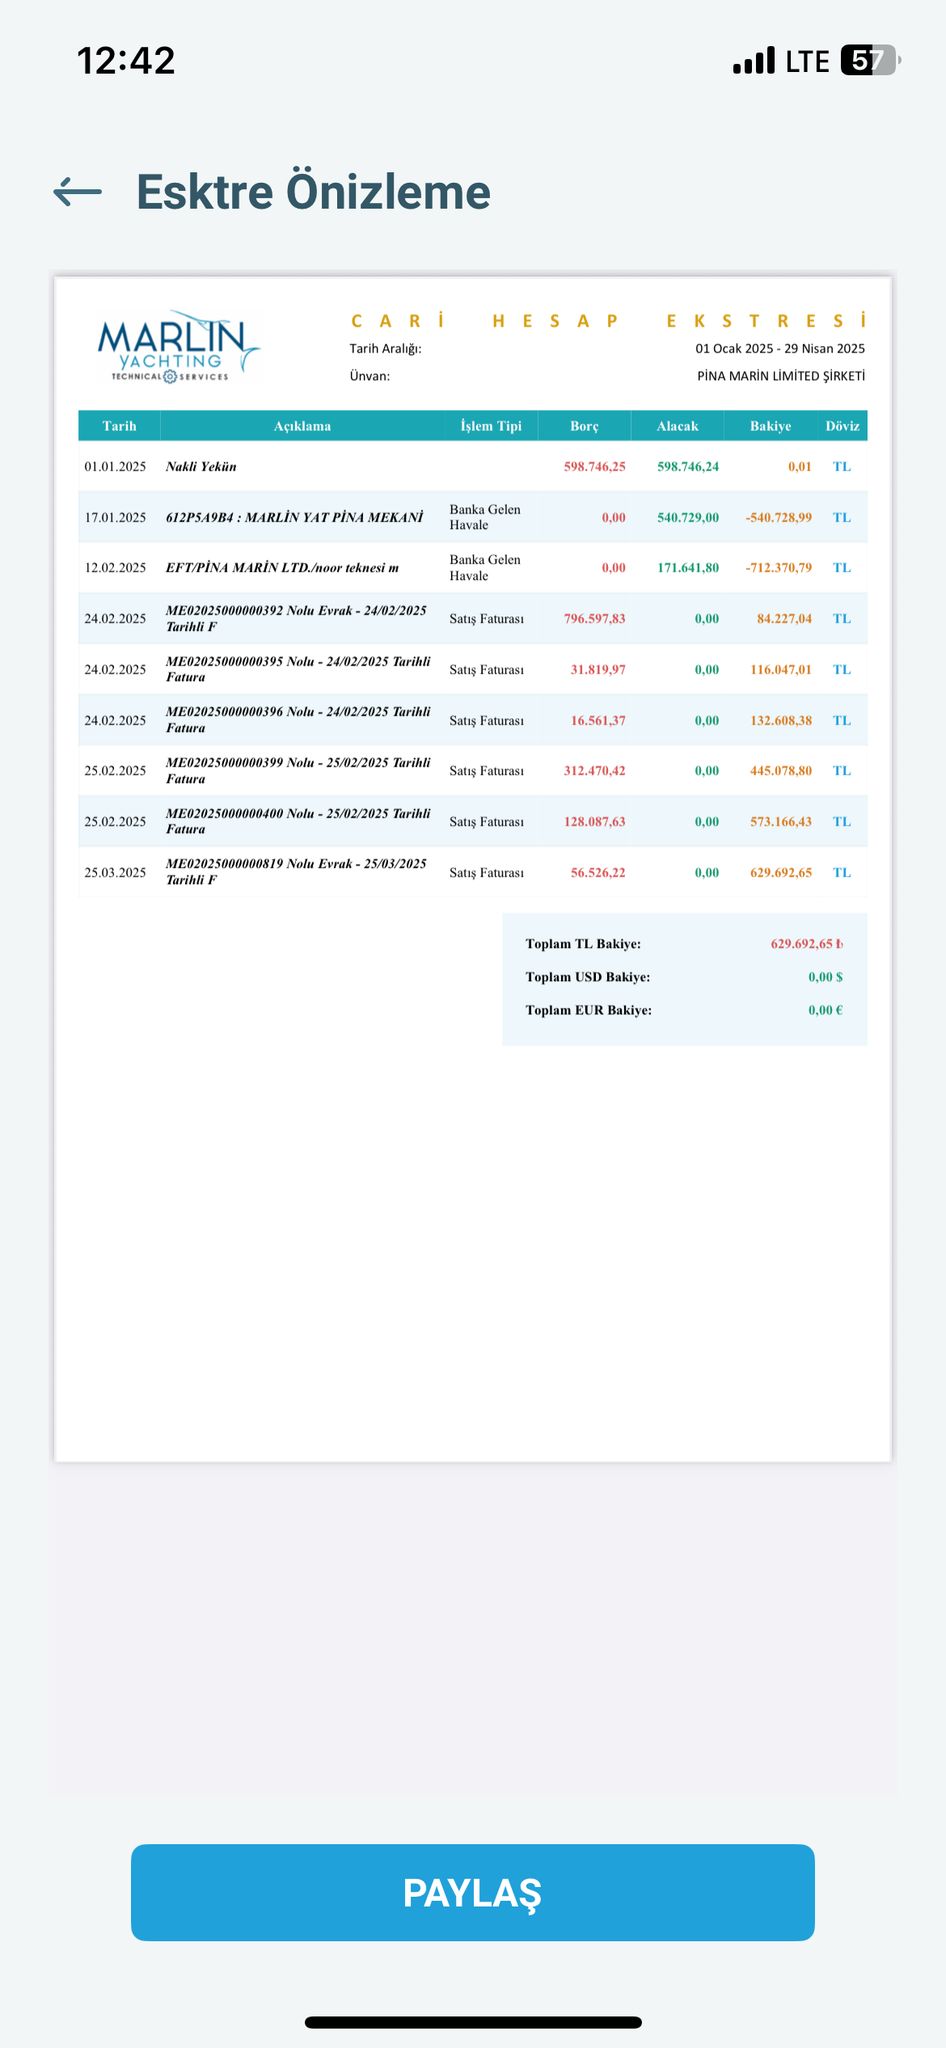 12:42
LTE 57
Esktre Önizleme
MARLIN
YACHTING
TECHNICAL SERVICES
CARİ HESAP EKSTRESİ
Tarih Aralığı: 01 Ocak 2025 - 29 Nisan 2025
Ünvan: PİNA MARİN LİMİTED ŞİRKETİ
Tarih Açıklama İşlem Tipi Borç Alacak Bakiye Döviz
01.01.2025 Nakli Yekün 598.746,25 598.746,24 0,01 TL
17.01.2025 612P5A9B4 : MARLİN YAT PİNA MEKANİ Banka Gelen Havale 0,00 540.729,00 -540.728,99 TL
12.02.2025 EFT/PİNA MARİN LTD./noor teknesi m Banka Gelen Havale 0,00 171.641,80 -712.370,79 TL
24.02.2025 ME02025000000392 Nolu Evrak - 24/02/2025 Tarihli F Satış Faturası 796.597,83 0,00 84.227,04 TL
24.02.2025 ME02025000000395 Nolu - 24/02/2025 Tarihli Fatura Satış Faturası 31.819,97 0,00 116.047,01 TL
24.02.2025 ME02025000000396 Nolu - 24/02/2025 Tarihli Fatura Satış Faturası 16.561,37 0,00 132.608,38 TL
25.02.2025 ME02025000000399 Nolu - 25/02/2025 Tarihli Fatura Satış Faturası 312.470,42 0,00 445.078,80 TL
25.02.2025 ME02025000000400 Nolu - 25/02/2025 Tarihli Fatura Satış Faturası 128.087,63 0,00 573.166,43 TL
25.03.2025 ME02025000000819 Nolu Evrak - 25/03/2025 Tarihli F Satış Faturası 56.526,22 0,00 629.692,65 TL
Toplam TL Bakiye: 629.692,65 ₺
Toplam USD Bakiye: 0,00 $
Toplam EUR Bakiye: 0,00 €
PAYLAŞ